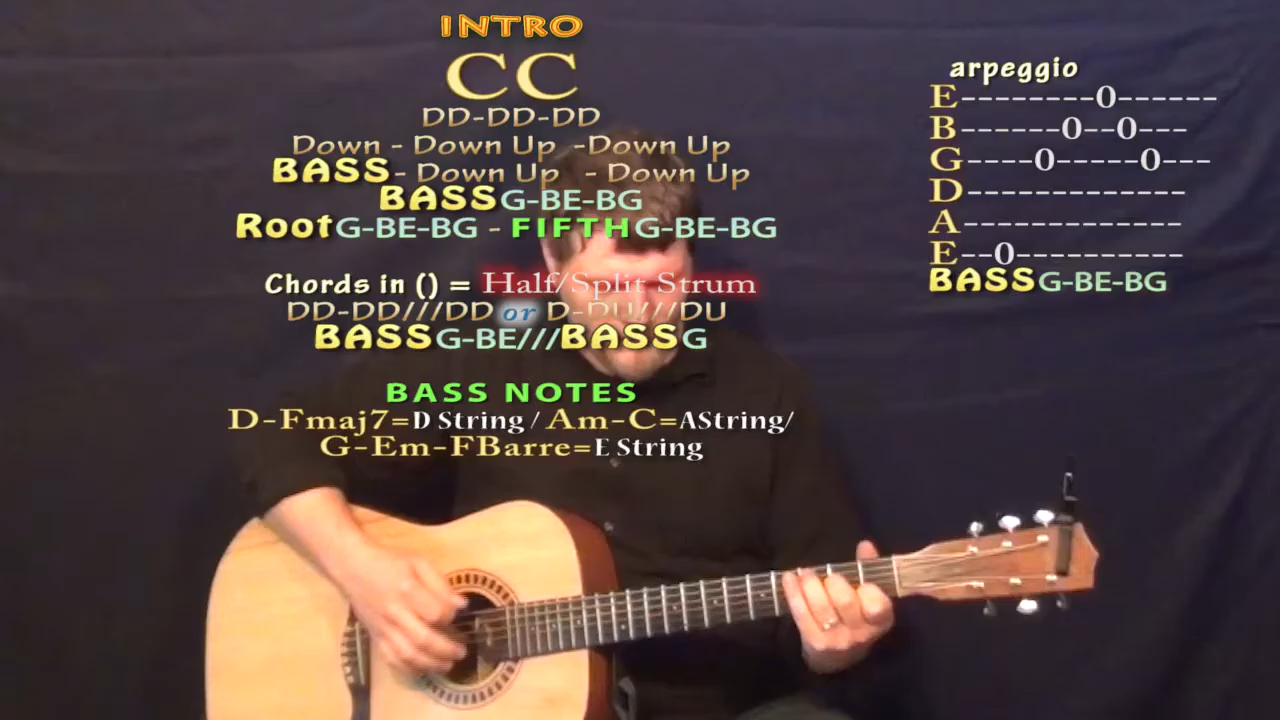 INTRO
CC
DD-DD-DD
Down - Down Up -Down Up
BASS- Down Up - Down Up
BASSG-BE-BG
RootG-BE-BG - FIFTHG-BE-BG
Chords in () = Half/Split Strum
DD-DD///DD or D-DU///DU
BASSG-BE///BASSG
BASS NOTES
D-Fmaj7=D String / Am-C=AString/
G-Em-FBarre=E String
arpeggio
E--------0------
B------0--0---
G----0-----0---
D-------------
A-------------
E--0----------
BASSG-BE-BG